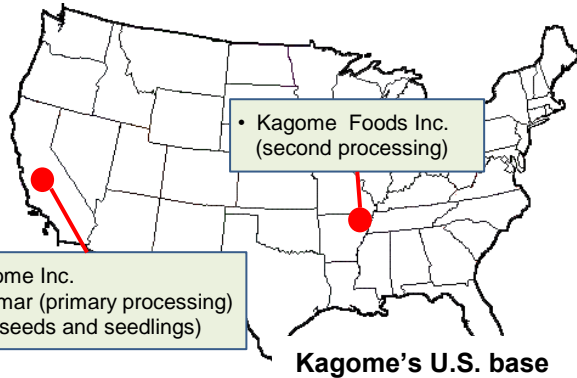 • Kagome Foods Inc.
(second processing)
ome Inc.
mar (primary processing)
seeds and seedlings)
Kagome's U.S. base